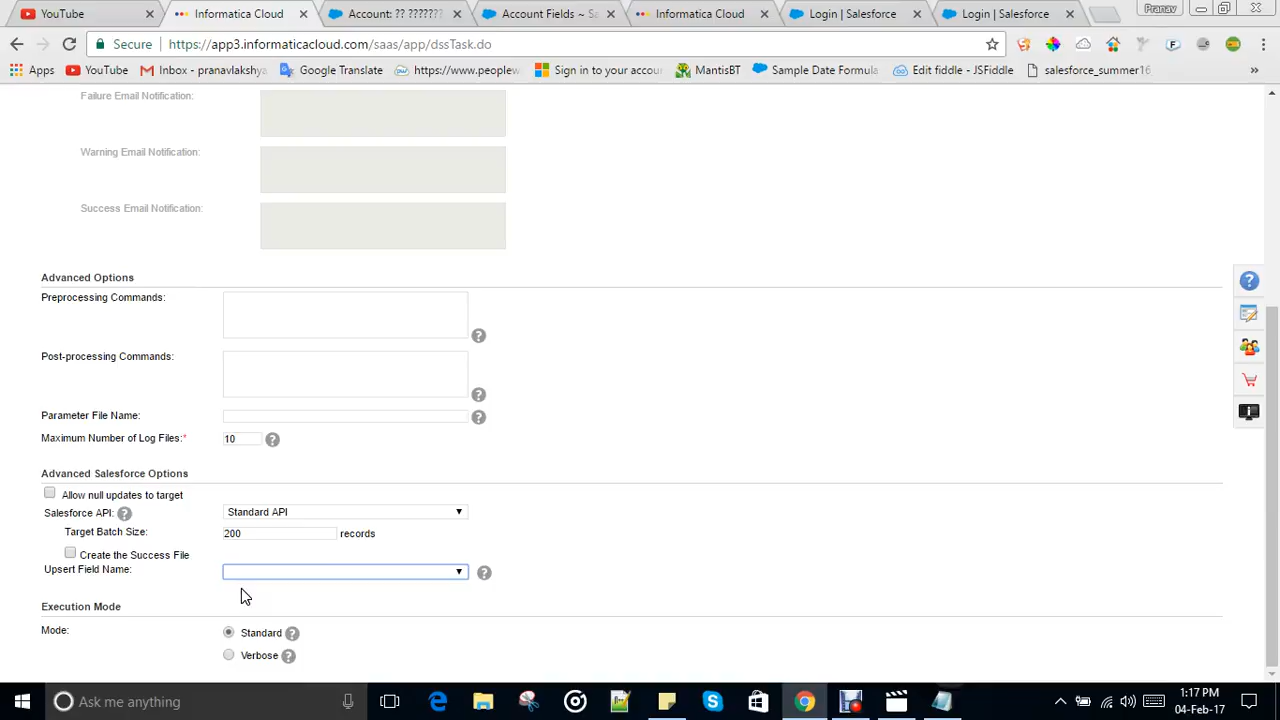 YouTube
Informatica Cloud
Account: ?? ???????
Account Fields ~ Sa
Informatica Cloud
Login | Salesforce
Login | Salesforce
Pranav
Secure
https://app3.informaticacloud.com/saas/app/dssTask.do
Apps
YouTube
Inbox - pranavlakshya
Google Translate
https://www.peoplew
Sign in to your accou
MantisBT
Sample Date Formula
Edit fiddle - JSFiddle
salesforce_summer16
»
Failure Email Notification:
Warning Email Notification:
Success Email Notification:
Advanced Options
Preprocessing Commands:
?
Post-processing Commands:
?
Parameter File Name:
?
Maximum Number of Log Files:*
10
?
Advanced Salesforce Options
Allow null updates to target
Salesforce API:
?
Standard API
Target Batch Size:
200
records
Create the Success File
Upsert Field Name:
?
Execution Mode
Mode:
Standard
?
Verbose
?
Ask me anything
1:17 PM
04-Feb-17